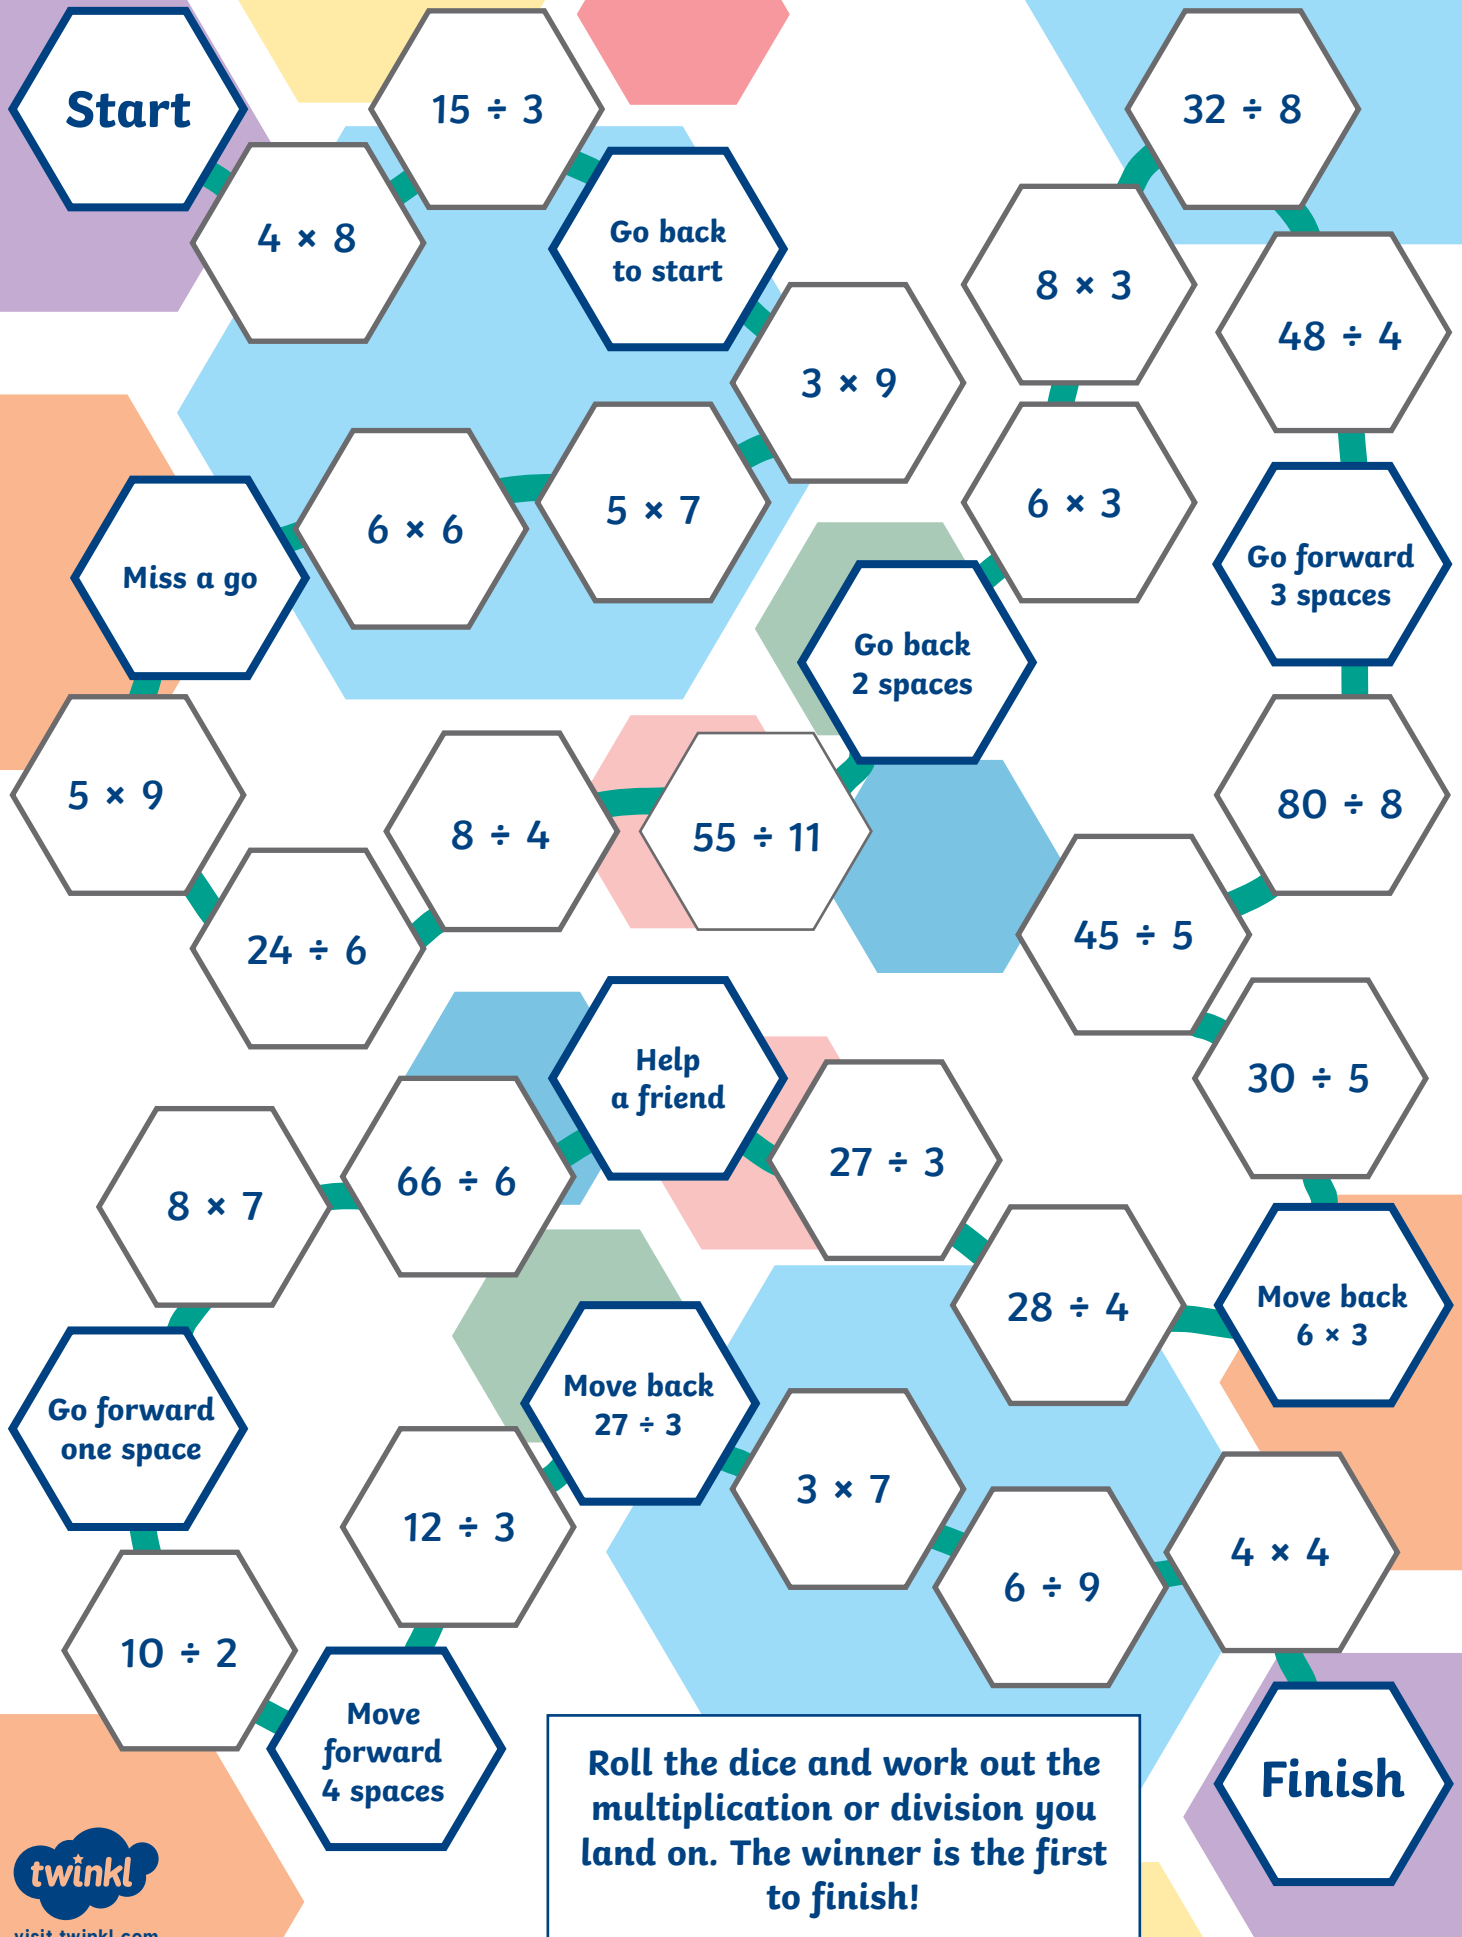 Start
4 × 8
15 ÷ 3
Go back
to start
3 × 9
5 × 7
6 × 6
Miss a go
5 × 9
24 ÷ 6
8 ÷ 4
55 ÷ 11
Go back
2 spaces
6 × 3
8 × 3
32 ÷ 8
48 ÷ 4
Go forward
3 spaces
80 ÷ 8
45 ÷ 5
30 ÷ 5
Move back
6 × 3
28 ÷ 4
27 ÷ 3
Help
a friend
66 ÷ 6
8 × 7
Go forward
one space
10 ÷ 2
Move
forward
4 spaces
12 ÷ 3
Move back
27 ÷ 3
3 × 7
6 ÷ 9
4 × 4
Finish
Roll the dice and work out the
multiplication or division you
land on. The winner is the first
to finish!
twinkl
visit twinkl.com